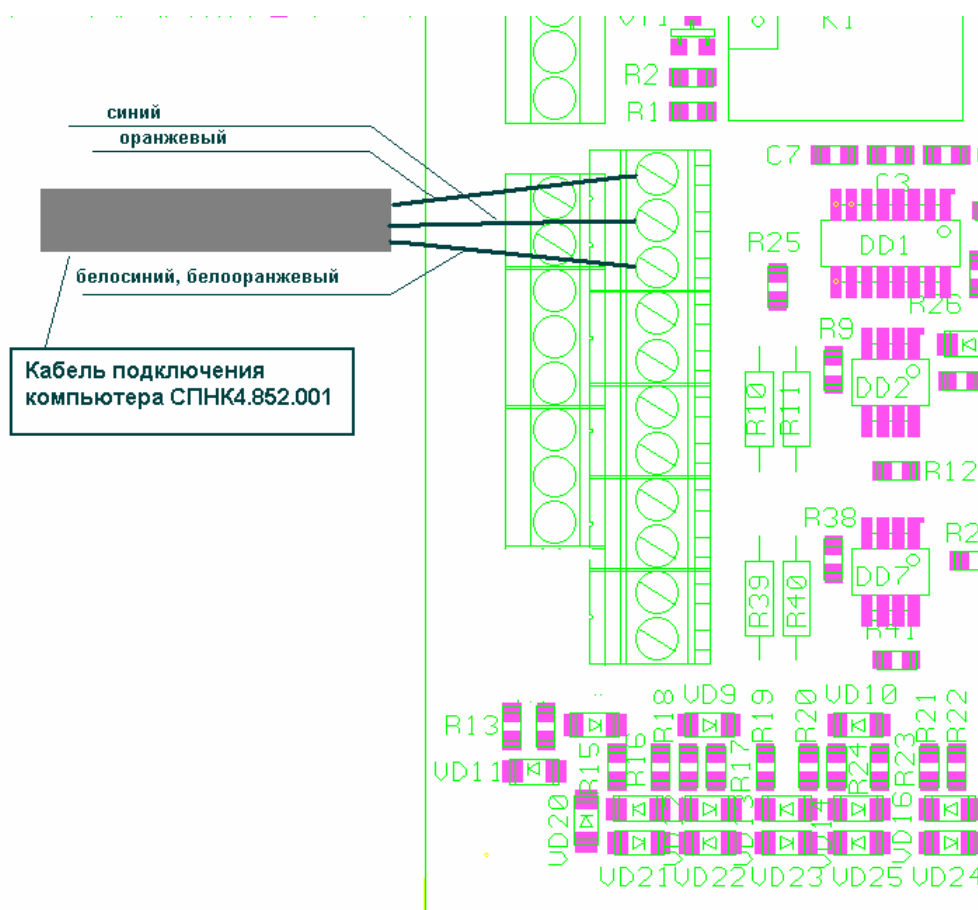 VT1
K1
R2
R1
синий
оранжевый
C7
C3
R25
DD1
белосиний, белооранжевый
R26
R9
Кабель подключения
компьютера СПНК4.852.001
DD2
R10
R11
R12
R38
DD7
R39
R40
R41
R13
R18
VD9
R19
R20
VD10
R21
R22
VD11
R15
R16
R17
R24
R23
VD20
VD16
VD21
VD22
VD23
VD25
VD24